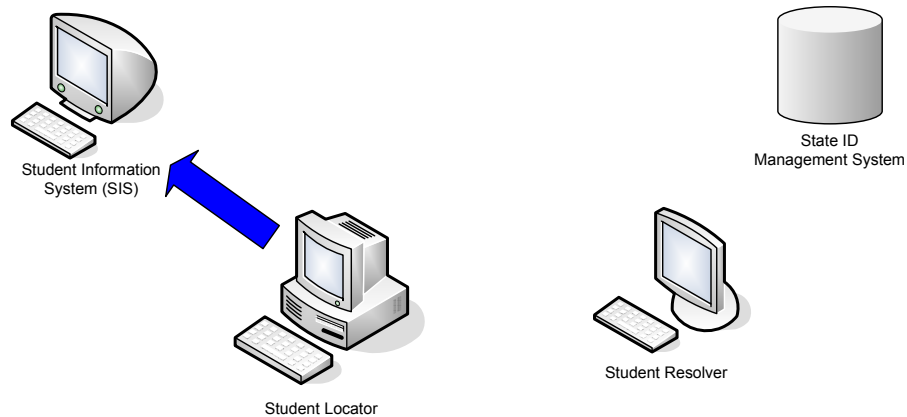 State ID
Management System
Student Information
System (SIS)
Student Resolver
Student Locator